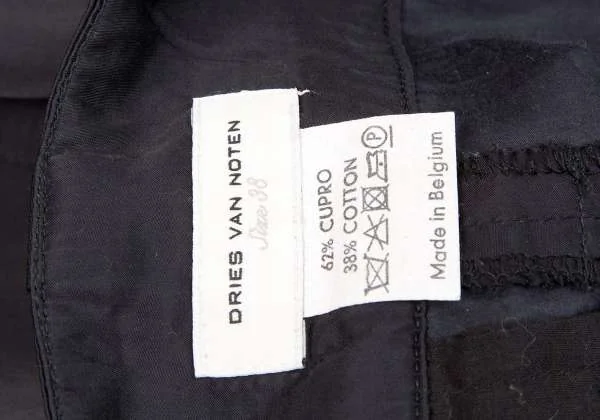 DRIES VAN NOTEN
Size 38
62% CUPRO
38% COTTON
P
Made in Belgium